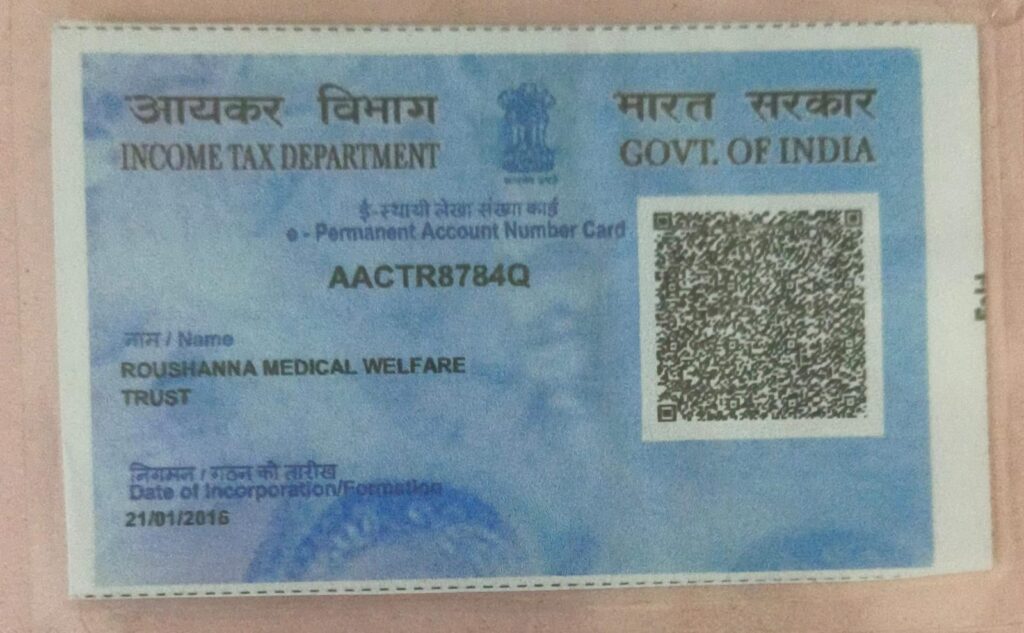 आयकर विभाग
INCOME TAX DEPARTMENT
भारत सरकार
GOVT. OF INDIA
ई-स्थायी लेखा संख्या कार्ड
e - Permanent Account Number Card
AACTR8784Q
नाम / Name
ROUSHANNA MEDICAL WELFARE
TRUST
निगमन / गठन की तारीख
Date of Incorporation/Formation
21/01/2016